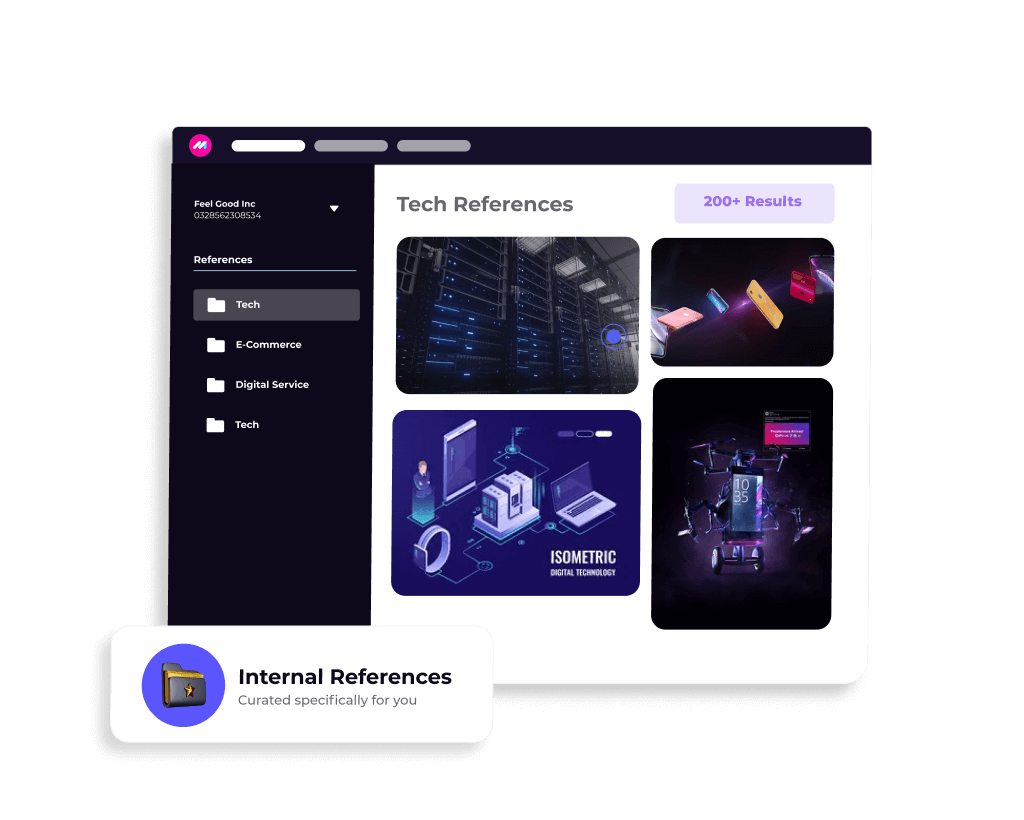 Feel Good Inc
0328562308534
References
Tech
E-Commerce
Digital Service
Tech
Tech References
200+ Results
ISOMETRIC
DIGITAL TECHNOLOGY
10
35
Internal References
Curated specifically for you